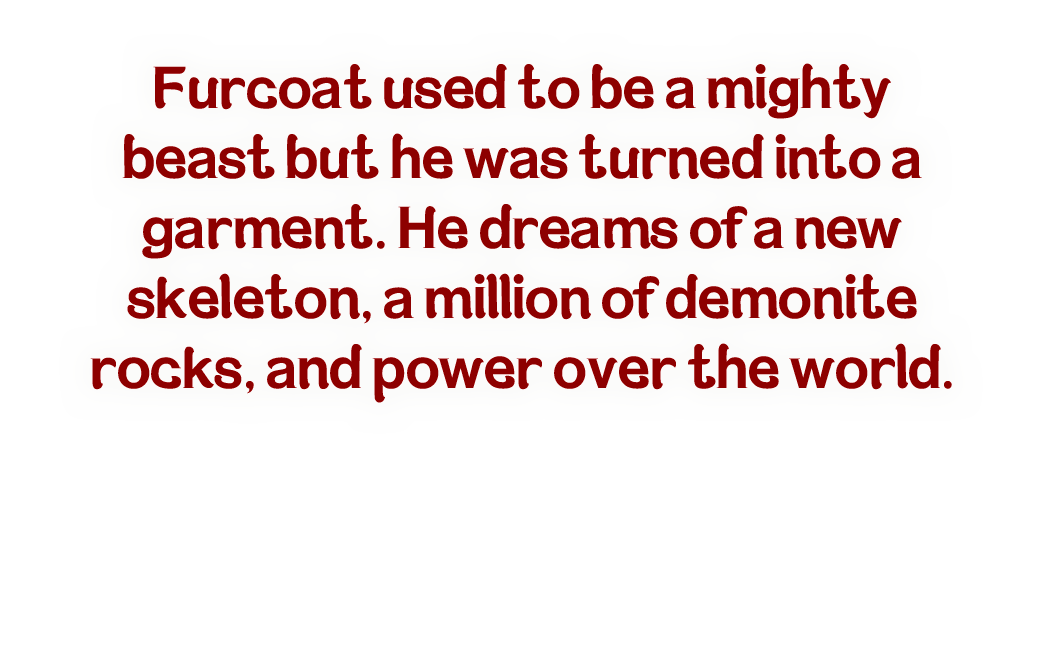 Furcoat used to be a mighty
beast but he was turned into a
garment. He dreams of a new
skeleton, a million of demonite
rocks, and power over the world.